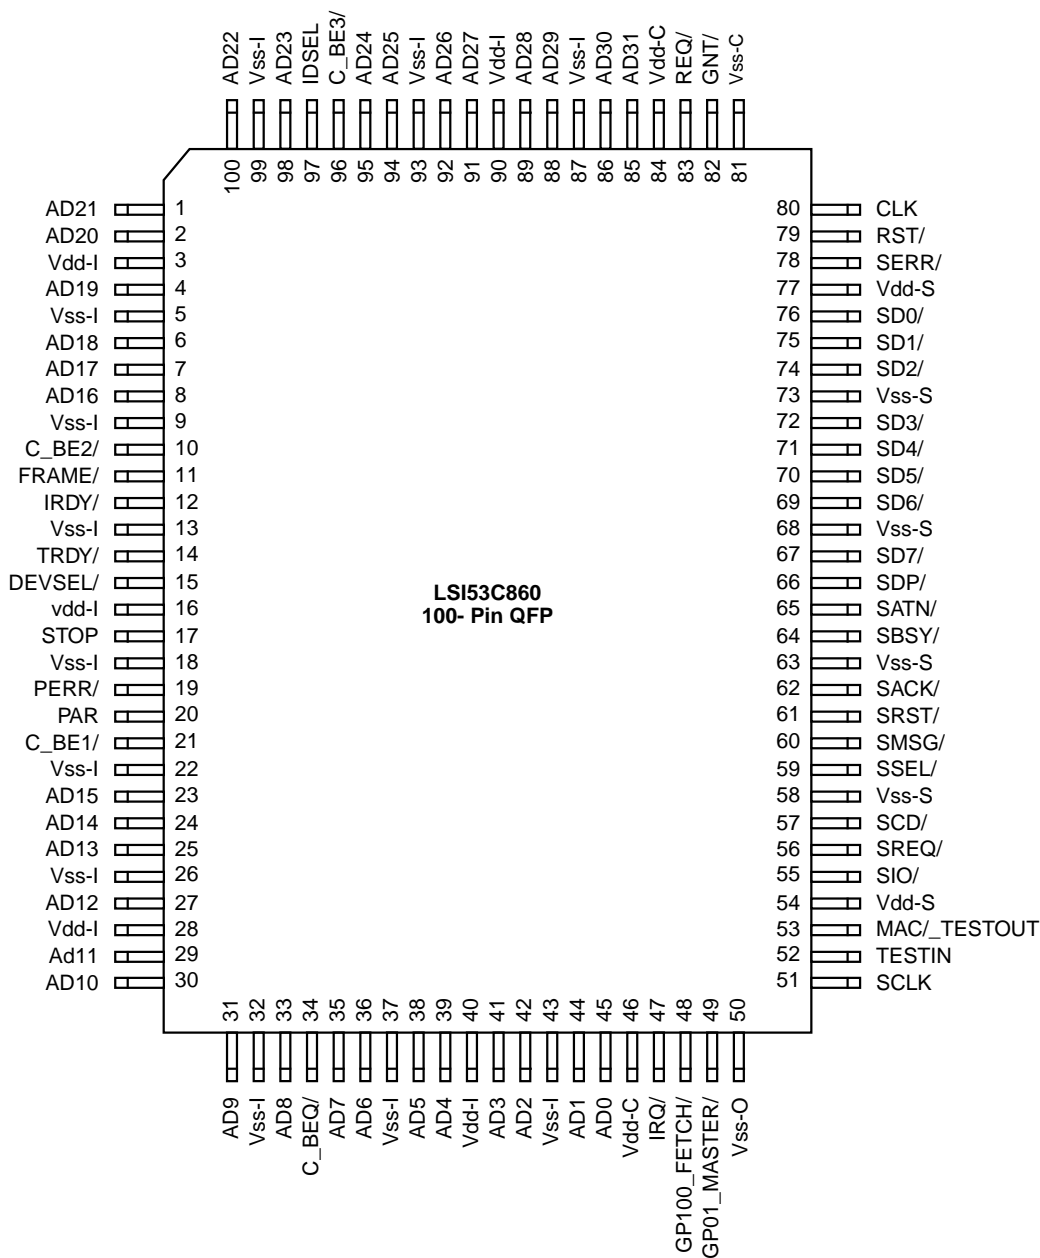 AD22
Vss-I
AD23
IDSEL
C_BE3/
AD24
AD25
Vss-I
AD26
AD27
Vdd-I
AD28
AD29
Vss-I
AD30
AD31
Vdd-C
REQ/
GNT/
Vss-C
100
99
98
97
96
95
94
93
92
91
90
89
88
87
86
85
84
83
82
81
AD21 1
AD20 2
Vdd-I 3
AD19 4
Vss-I 5
AD18 6
AD17 7
AD16 8
Vss-I 9
C_BE2/ 10
FRAME/ 11
IRDY/ 12
Vss-I 13
TRDY/ 14
DEVSEL/ 15
vdd-I 16
STOP 17
Vss-I 18
PERR/ 19
PAR 20
C_BE1/ 21
Vss-I 22
AD15 23
AD14 24
AD13 25
Vss-I 26
AD12 27
Vdd-I 28
Ad11 29
AD10 30
LSI53C860
100- Pin QFP
80 CLK
79 RST/
78 SERR/
77 Vdd-S
76 SD0/
75 SD1/
74 SD2/
73 Vss-S
72 SD3/
71 SD4/
70 SD5/
69 SD6/
68 Vss-S
67 SD7/
66 SDP/
65 SATN/
64 SBSY/
63 Vss-S
62 SACK/
61 SRST/
60 SMSG/
59 SSEL/
58 Vss-S
57 SCD/
56 SREQ/
55 SIO/
54 Vdd-S
53 MAC/_TESTOUT
52 TESTIN
51 SCLK
31
32
33
34
35
36
37
38
39
40
41
42
43
44
45
46
47
48
49
50
AD9
Vss-I
AD8
C_BEQ/
AD7
AD6
Vss-I
AD5
AD4
Vdd-I
AD3
AD2
Vss-I
AD1
AD0
Vdd-C
IRQ/
GP100_FETCH/
GP01_MASTER/
Vss-O